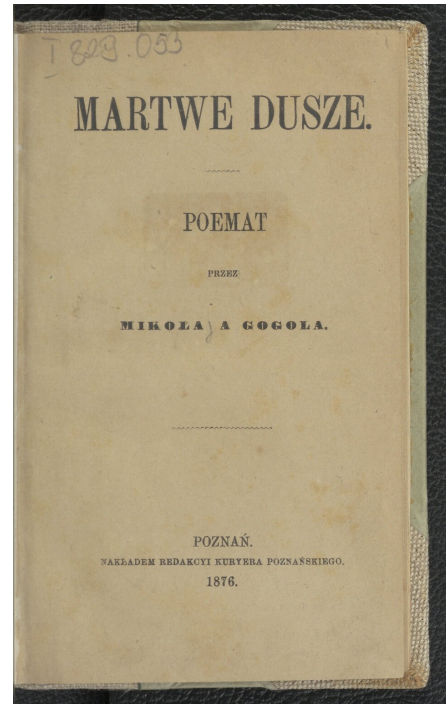 I 829.053
MARTWE DUSZE.
POEMAT
PRZEZ
MIKOŁAJA GOGOLA.
POZNAŃ.
NAKŁADEM REDAKCYI KURYERA POZNAŃSKIEGO.
1876.